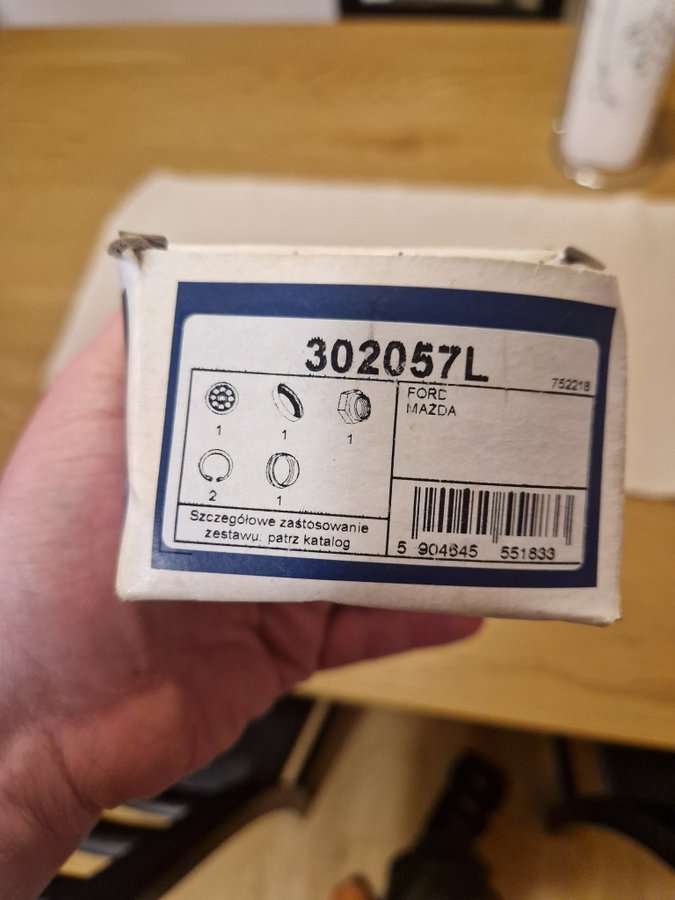 302057L
752218
FORD
MAZDA
1
1
1
2
1
Szczegółowe zastosowanie
zestawu: patrz katalog
5 904645 551833